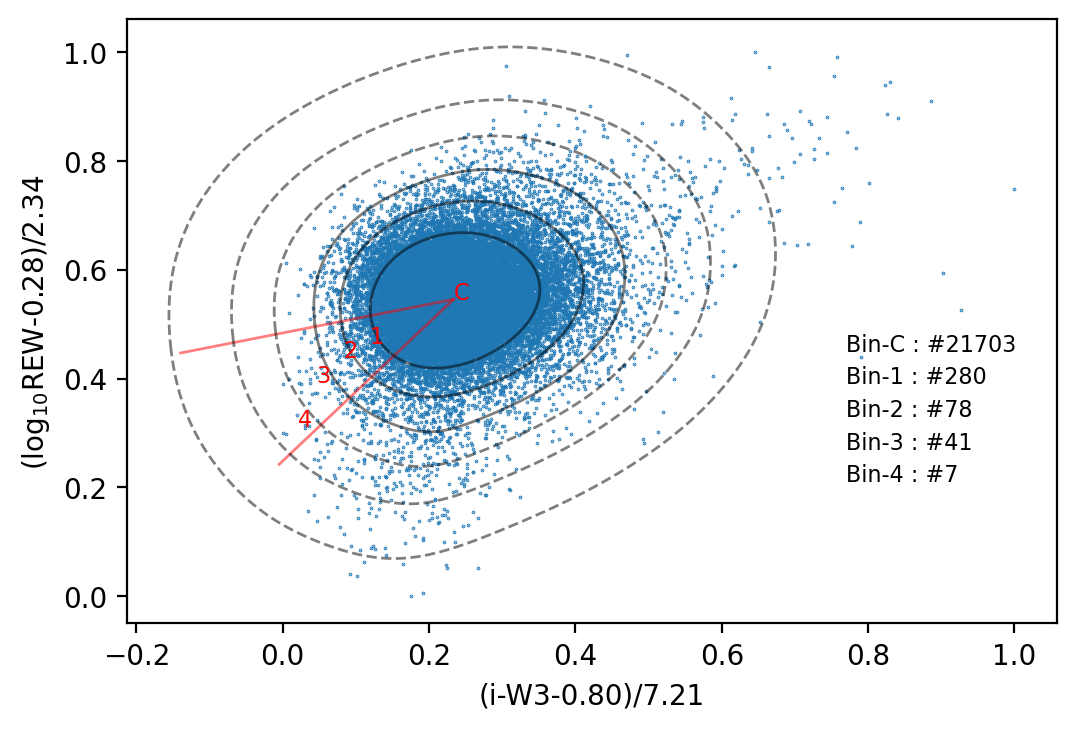 1.0
0.8
0.6
0.4
0.2
0.0
(log₁₀REW-0.28)/2.34
C
1
2
3
4
Bin-C : #21703
Bin-1 : #280
Bin-2 : #78
Bin-3 : #41
Bin-4 : #7
−0.2 0.0 0.2 0.4 0.6 0.8 1.0
(i-W3-0.80)/7.21